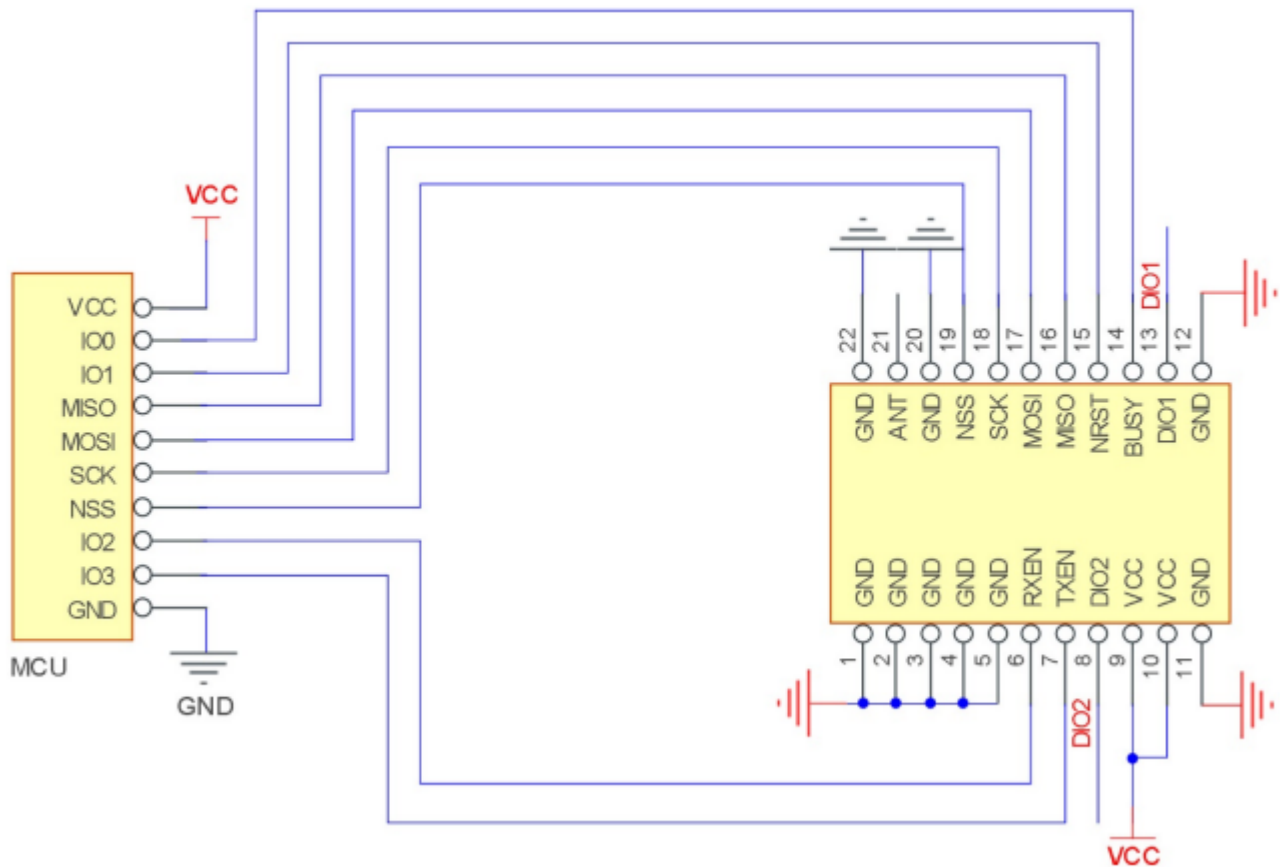 VCC
VCC
IO0
IO1
MISO
MOSI
SCK
NSS
IO2
IO3
GND
MCU
GND
DIO1
22 21 20 19 18 17 16 15 14 13 12
GND ANT GND NSS SCK MOSI MISO NRST BUSY DIO1 GND
GND GND GND GND GND RXEN TXEN DIO2 VCC VCC GND
1 2 3 4 5 6 7 8 9 10 11
DIO2
VCC